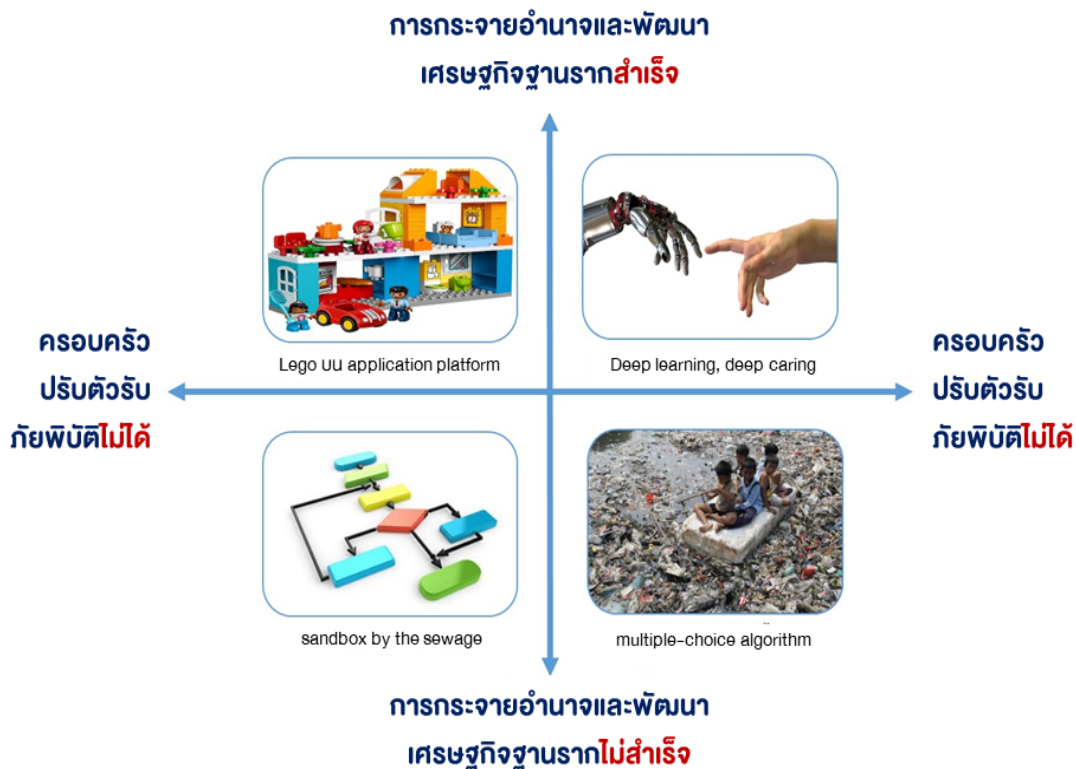 การกระจายอำนาจและพัฒนา
เศรษฐกิจฐานรากสำเร็จ
Lego บน application platform
Deep learning, deep caring
ครอบครัว
ปรับตัวรับ
ภัยพิบัติไม่ได้
ครอบครัว
ปรับตัวรับ
ภัยพิบัติไม่ได้
sandbox by the sewage
multiple-choice algorithm
การกระจายอำนาจและพัฒนา
เศรษฐกิจฐานรากไม่สำเร็จ